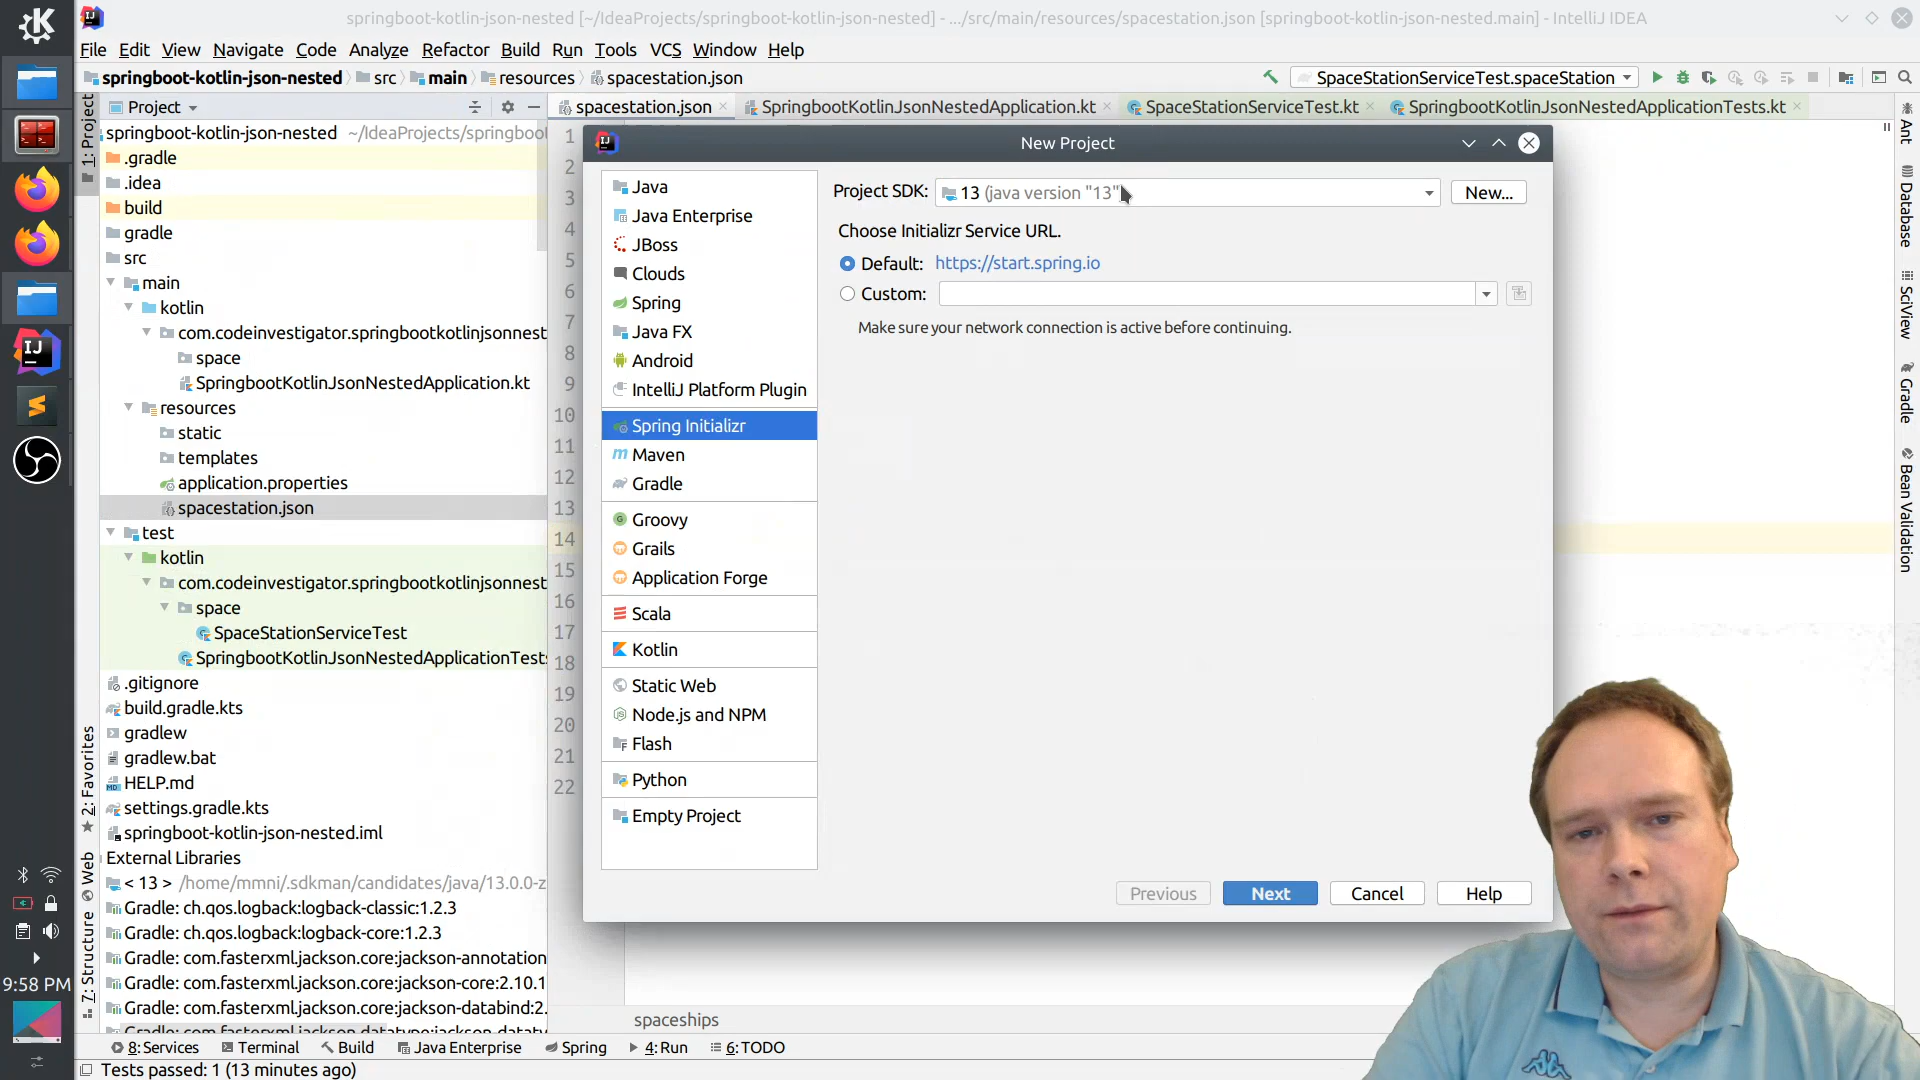 springboot-kotlin-json-nested [~/IdeaProjects/springboot-kotlin-json-nested] - .../src/main/resources/spacestation.json [springboot-kotlin-json-nested.main] - IntelliJ IDEA
File Edit View Navigate Code Analyze Refactor Build Run Tools VCS Window Help
springboot-kotlin-json-nested src main resources spacestation.json SpaceStationServiceTest.spaceStation
1: Project
Project
spacestation.json SpringbootKotlinJsonNestedApplication.kt SpaceStationServiceTest.kt SpringbootKotlinJsonNestedApplicationTests.kt
springboot-kotlin-json-nested ~/IdeaProjects/springboo
.gradle
.idea
build
gradle
src
main
kotlin
com.codeinvestigator.springbootkotlinjsonnest
space
SpringbootKotlinJsonNestedApplication.kt
resources
static
templates
application.properties
spacestation.json
test
kotlin
com.codeinvestigator.springbootkotlinjsonnest
space
SpaceStationServiceTest
SpringbootKotlinJsonNestedApplicationTest
.gitignore
build.gradle.kts
gradlew
gradlew.bat
HELP.md
settings.gradle.kts
springboot-kotlin-json-nested.iml
External Libraries
< 13 > /home/mmni/.sdkman/candidates/java/13.0.0-z
Gradle: ch.qos.logback:logback-classic:1.2.3
Gradle: ch.qos.logback:logback-core:1.2.3
Gradle: com.fasterxml.jackson.core:jackson-annotation
Gradle: com.fasterxml.jackson.core:jackson-core:2.10.1
Gradle: com.fasterxml.jackson.core:jackson-databind:2.
1
2
3
4
5
6
7
8
9
10
11
12
13
14
15
16
17
18
19
20
21
22
New Project
Java
Java Enterprise
JBoss
Clouds
Spring
Java FX
Android
IntelliJ Platform Plugin
Spring Initializr
Maven
Gradle
Groovy
Grails
Application Forge
Scala
Kotlin
Static Web
Node.js and NPM
Flash
Python
Empty Project
Project SDK: 13 (java version "13" New...
Choose Initializr Service URL.
Default: https://start.spring.io
Custom:
Make sure your network connection is active before continuing.
Previous Next Cancel Help
spaceships
Ant
Database
SciView
Gradle
Bean Validation
2: Favorites
Web
7: Structure
9:58 PM
8: Services Terminal Build Java Enterprise Spring 4: Run 6: TODO
Tests passed: 1 (13 minutes ago)